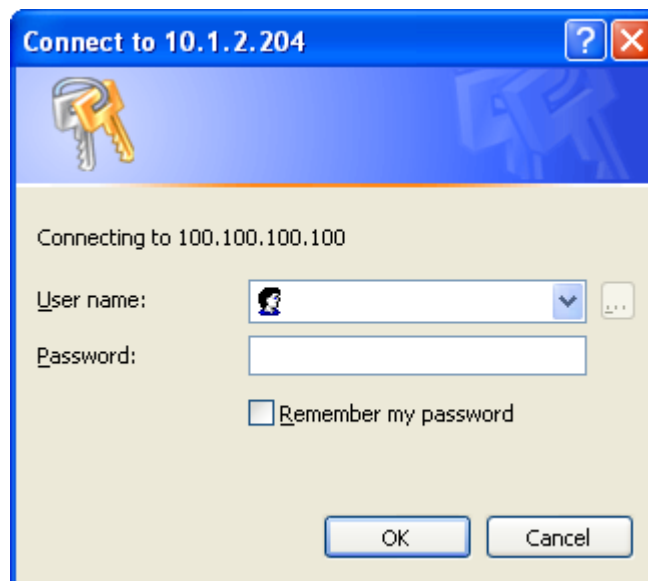 Connect to 10.1.2.204
?
Connecting to 100.100.100.100
User name:
...
Password:
Remember my password
OK Cancel